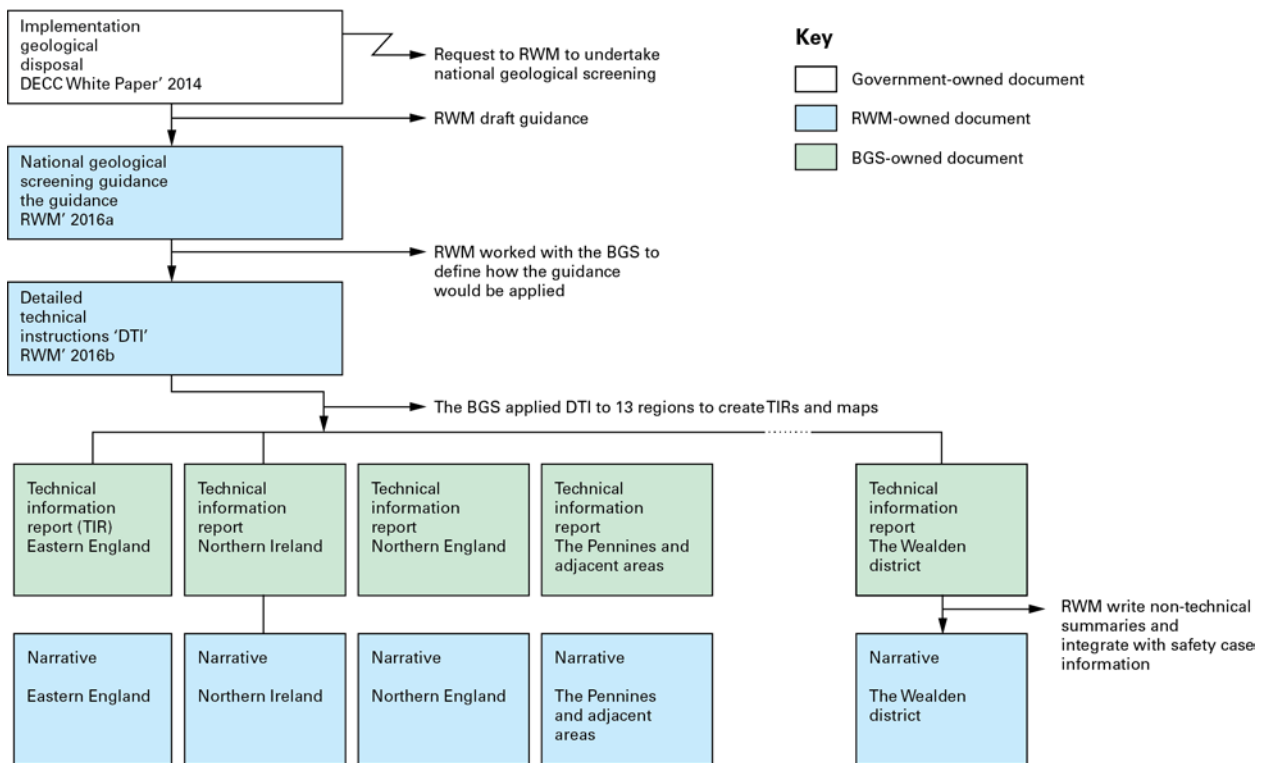 Implementation
geological
disposal
DECC White Paper’ 2014
Request to RWM to undertake
national geological screening
RWM draft guidance
National geological
screening guidance
the guidance
RWM’ 2016a
RWM worked with the BGS to
define how the guidance
would be applied
Detailed
technical
instructions ‘DTI’
RWM’ 2016b
The BGS applied DTI to 13 regions to create TIRs and maps
Key
Government-owned document
RWM-owned document
BGS-owned document
Technical
information
report (TIR)
Eastern England
Technical
information
report
Northern Ireland
Technical
information
report
Northern England
Technical
information
report
The Pennines and
adjacent areas
Technical
information
report
The Wealden
district
RWM write non-technical
summaries and
integrate with safety case
information
Narrative
Eastern England
Narrative
Northern Ireland
Narrative
Northern England
Narrative
The Pennines
and adjacent
areas
Narrative
The Wealden
district